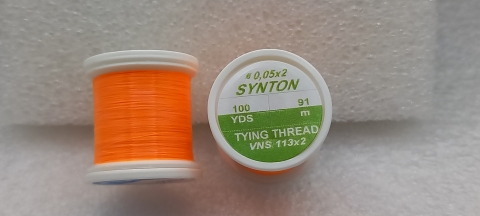 0,05x2
SYNTON
100 91
YDS m
TYING THREAD
VNS 113x2